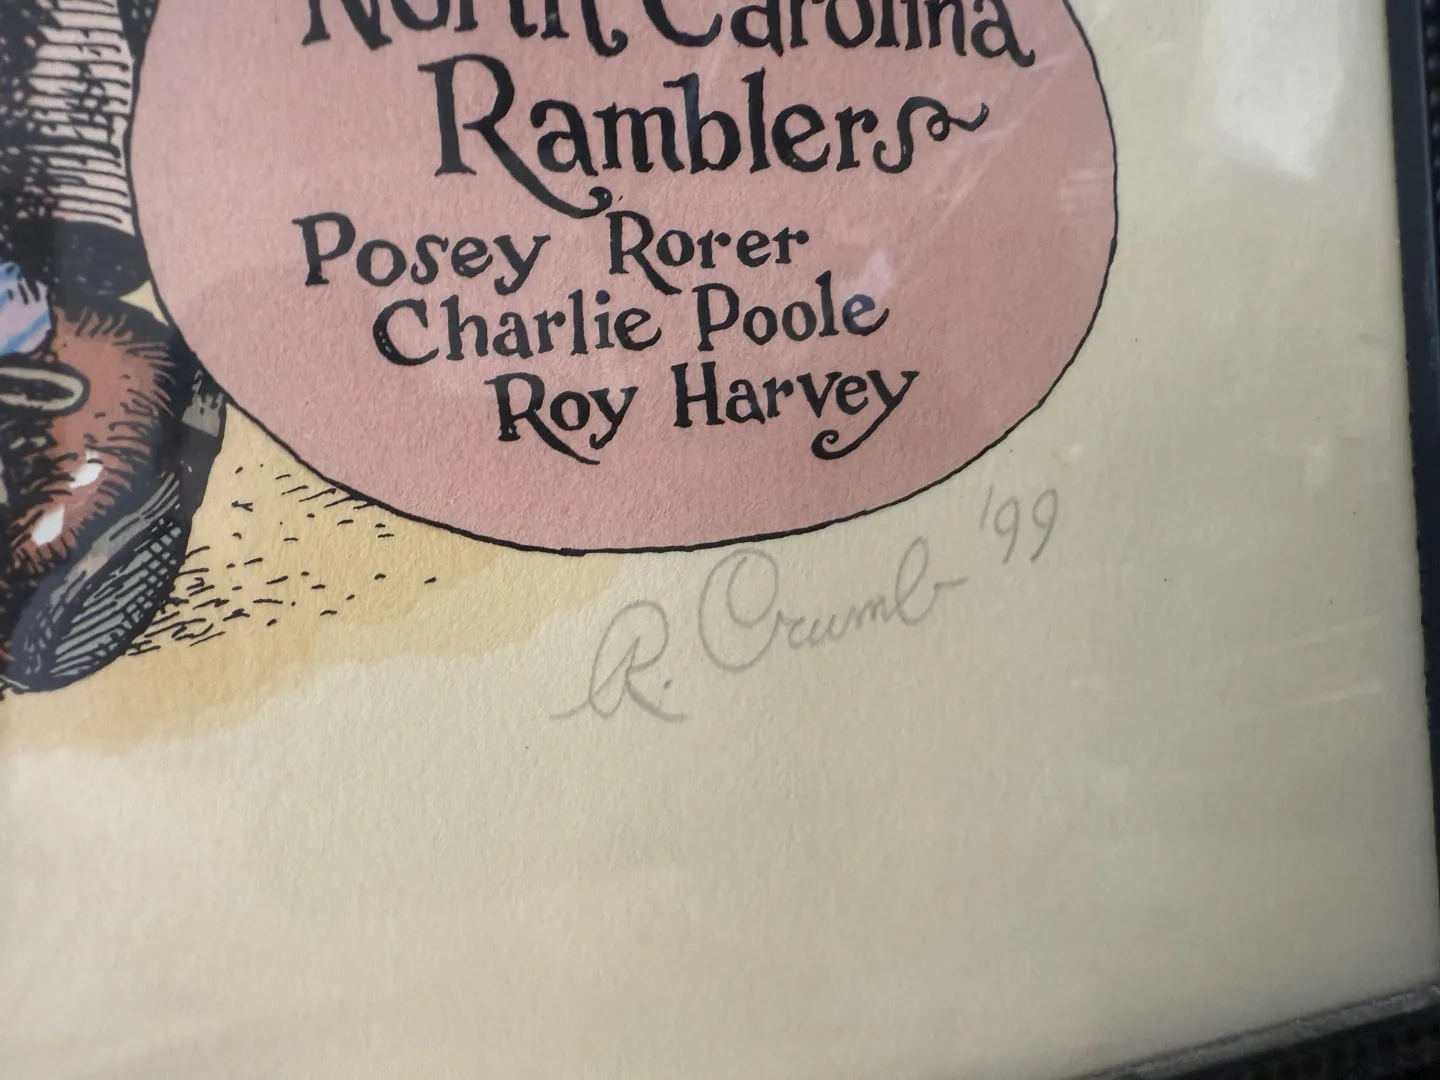 North Carolina
Ramblers
Posey Rorer
Charlie Poole
Roy Harvey
R. Crumb '99